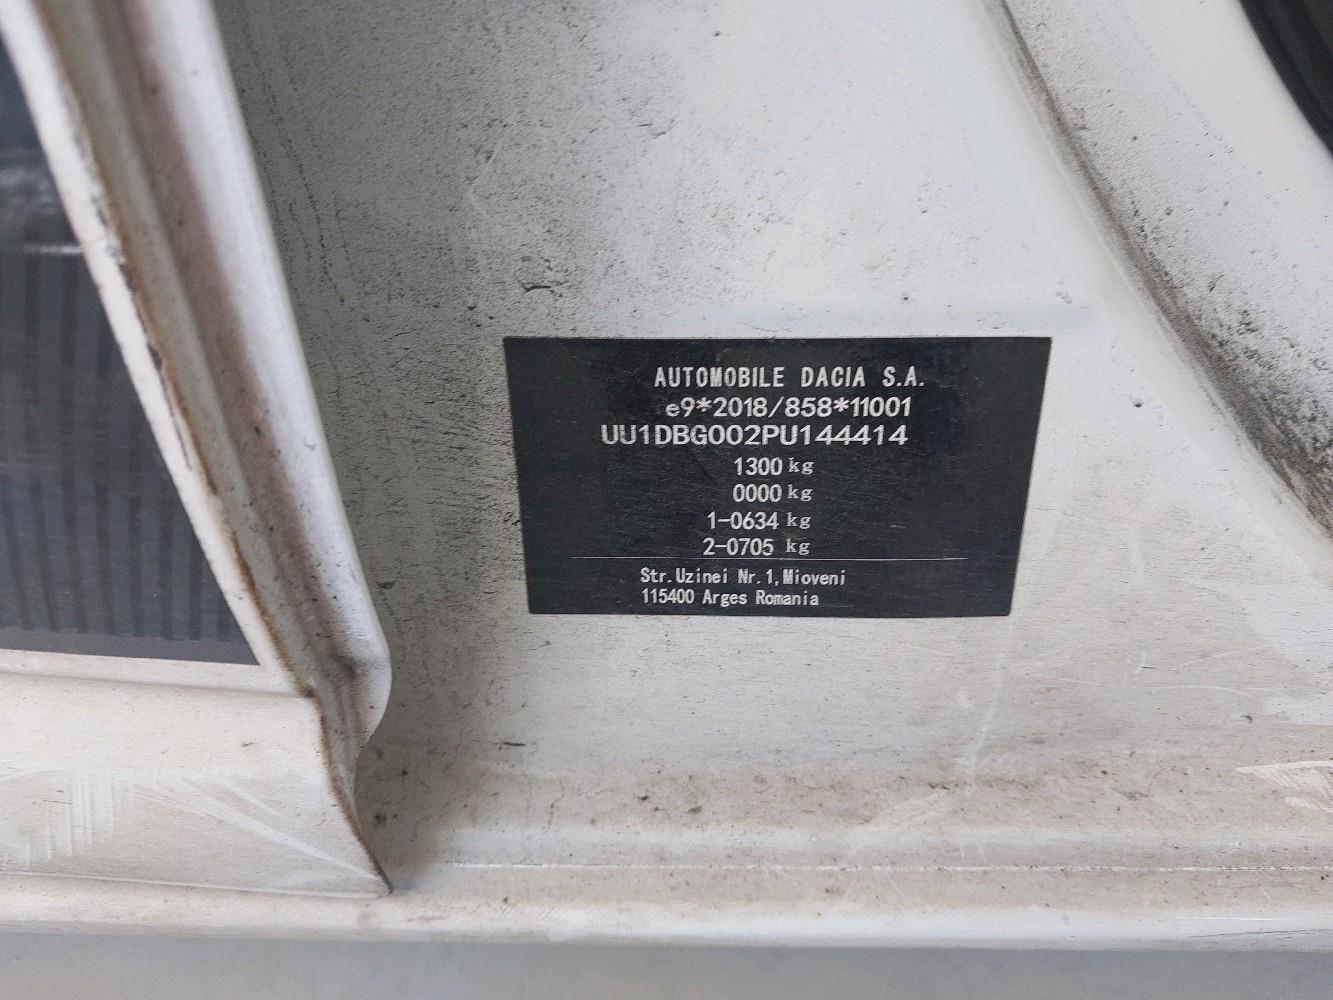 AUTOMOBILE DACIA S.A.
e9*2018/858*11001
UU1DBG002PU144414
1300 kg
0000 kg
1-0634 kg
2-0705 kg
Str.Uzinei Nr.1,Mioveni
115400 Arges Romania